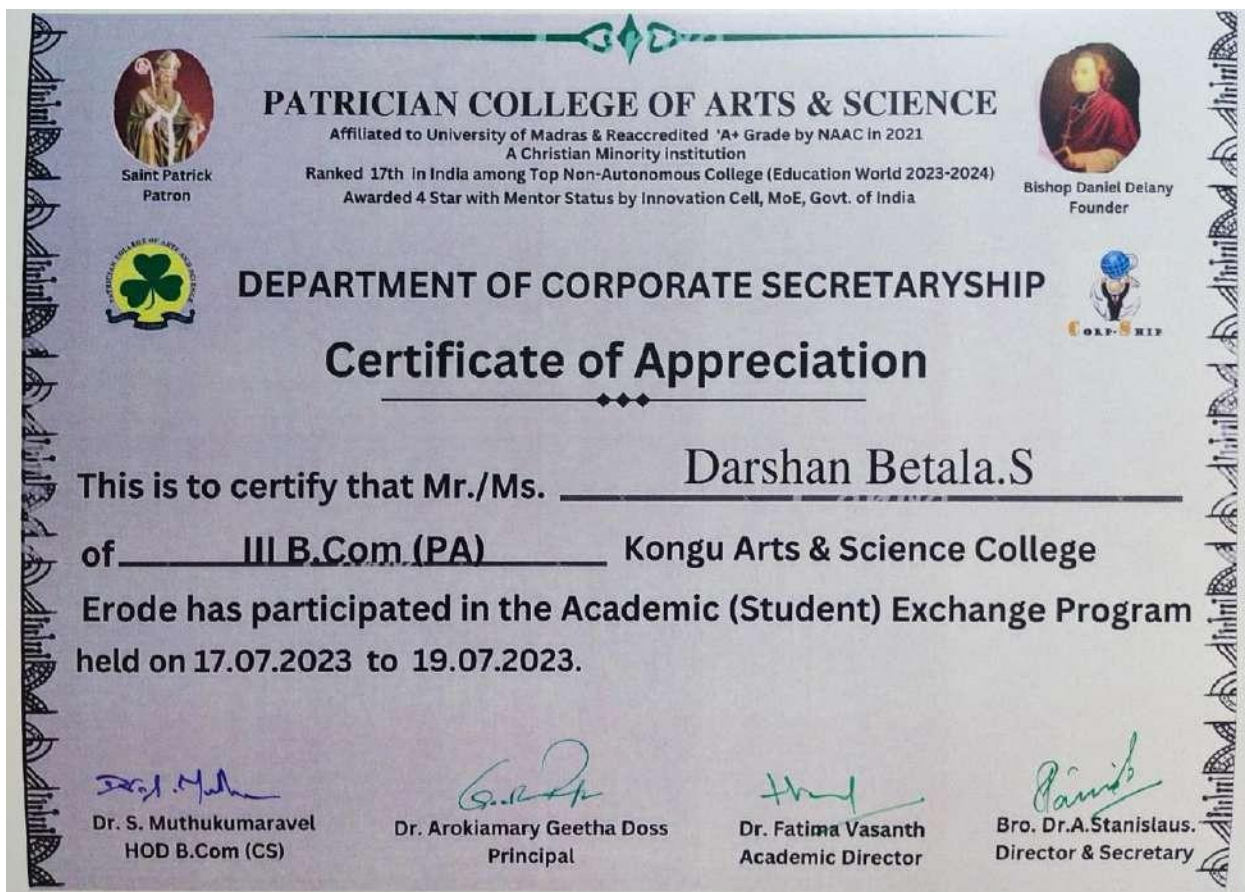 PATRICIAN COLLEGE OF ARTS & SCIENCE
Affiliated to University of Madras & Reaccredited 'A+ Grade by NAAC in 2021
A Christian Minority institution
Ranked 17th in India among Top Non-Autonomous College (Education World 2023-2024)
Awarded 4 Star with Mentor Status by Innovation Cell, MoE, Govt. of India
Saint Patrick
Patron
Bishop Daniel Delany
Founder
PATRICIAN COLLEGE OF ARTS AND SCIENCE
DEPARTMENT OF CORPORATE SECRETARYSHIP
CORP-SHIP
Certificate of Appreciation
This is to certify that Mr./Ms. Darshan Betala.S
of III B.Com (PA) Kongu Arts & Science College
Erode has participated in the Academic (Student) Exchange Program
held on 17.07.2023 to 19.07.2023.
Dr. S. Muthukumaravel
HOD B.Com (CS)
Dr. Arokiamary Geetha Doss
Principal
Dr. Fatima Vasanth
Academic Director
Bro. Dr.A.Stanislaus.
Director & Secretary